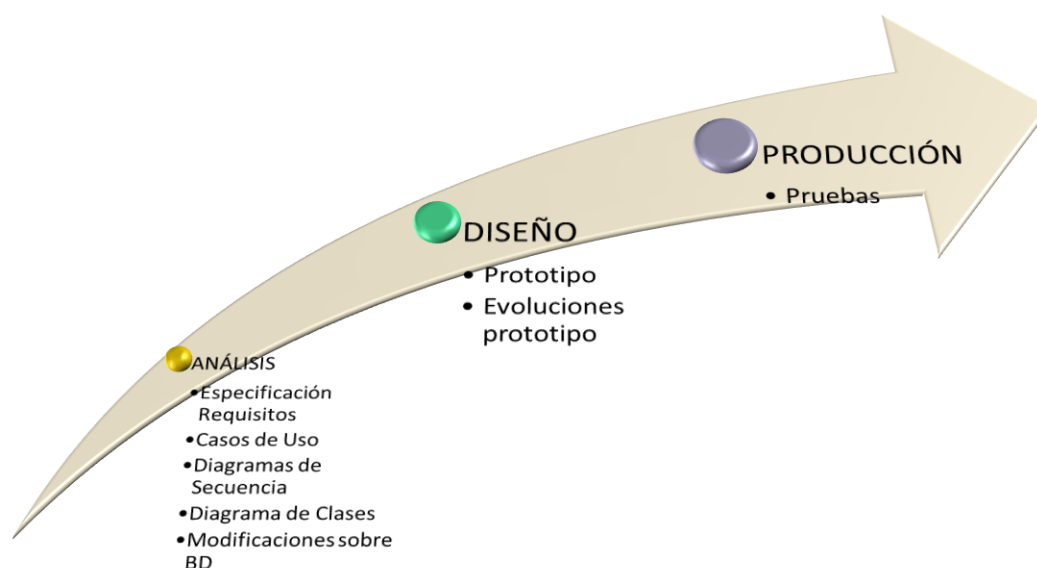 ANÁLISIS
•Especificación
Requisitos
•Casos de Uso
•Diagramas de
Secuencia
•Diagrama de Clases
•Modificaciones sobre
BD
DISEÑO
• Prototipo
• Evoluciones
prototipo
PRODUCCIÓN
• Pruebas